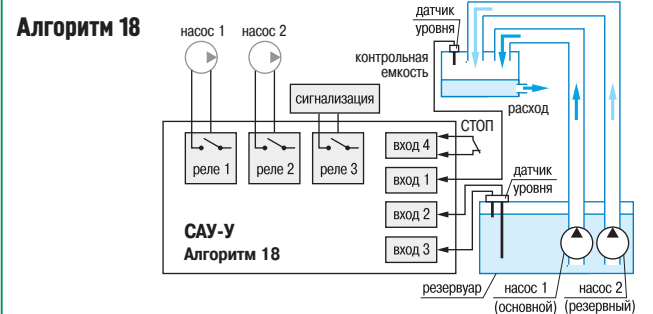 Алгоритм 18
насос 1
насос 2
датчик
уровня
контрольная
емкость
сигнализация
расход
СТОП
реле 1
реле 2
реле 3
вход 4
вход 1
вход 2
вход 3
датчик
уровня
САУ-У
Алгоритм 18
резервуар
насос 1
(основной)
насос 2
(резервный)